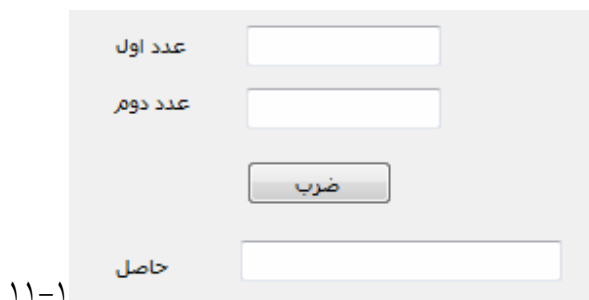 عدد اول
عدد دوم
ضرب
حاصل
۱۱-۱